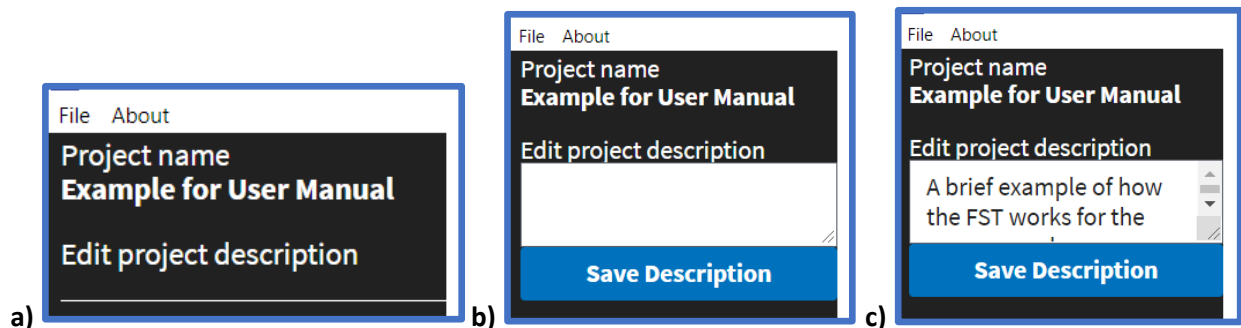 File About
Project name
Example for User Manual
Edit project description
a)
File About
Project name
Example for User Manual
Edit project description
Save Description
b)
File About
Project name
Example for User Manual
Edit project description
A brief example of how
the FST works for the
Save Description
c)